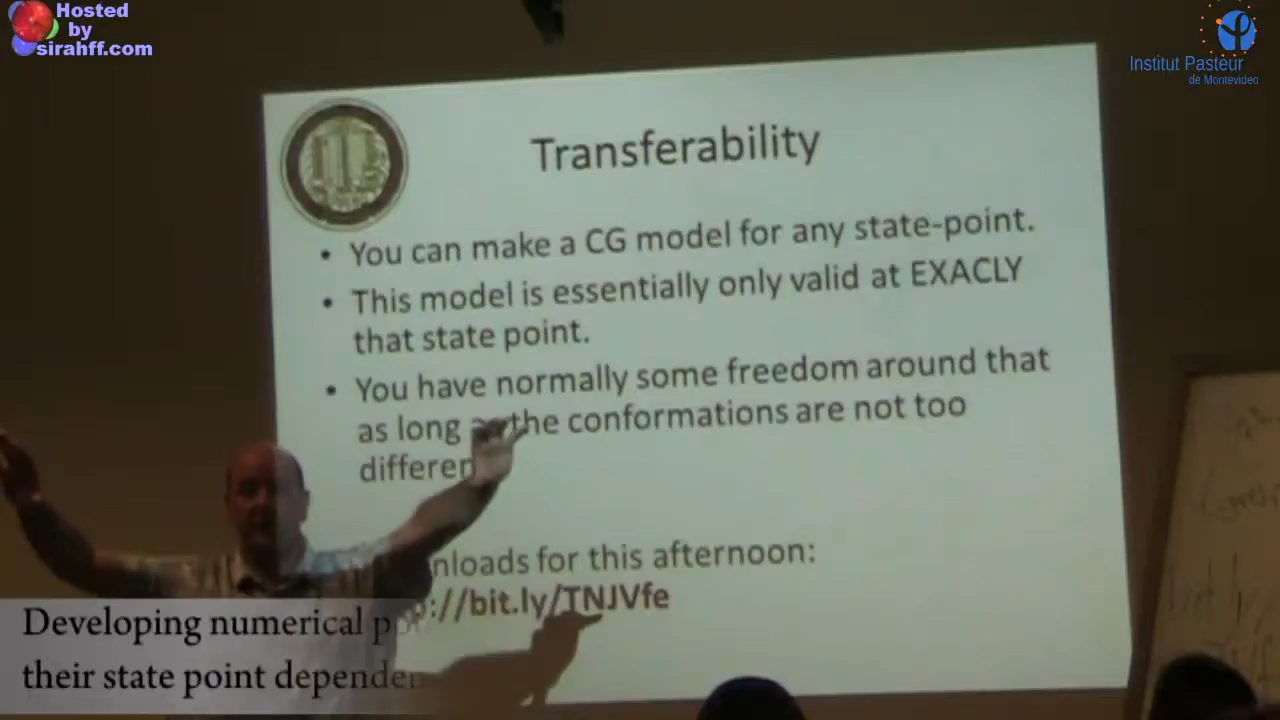 Hosted
by
sirahff.com
Institut Pasteur
de Montevideo
Transferability
• You can make a CG model for any state-point.
• This model is essentially only valid at EXACLY
that state point.
• You have normally some freedom around that
as long as the conformations are not too
differen
nloads for this afternoon:
://bit.ly/TNJVfe
Developing numerical
their state point dependen